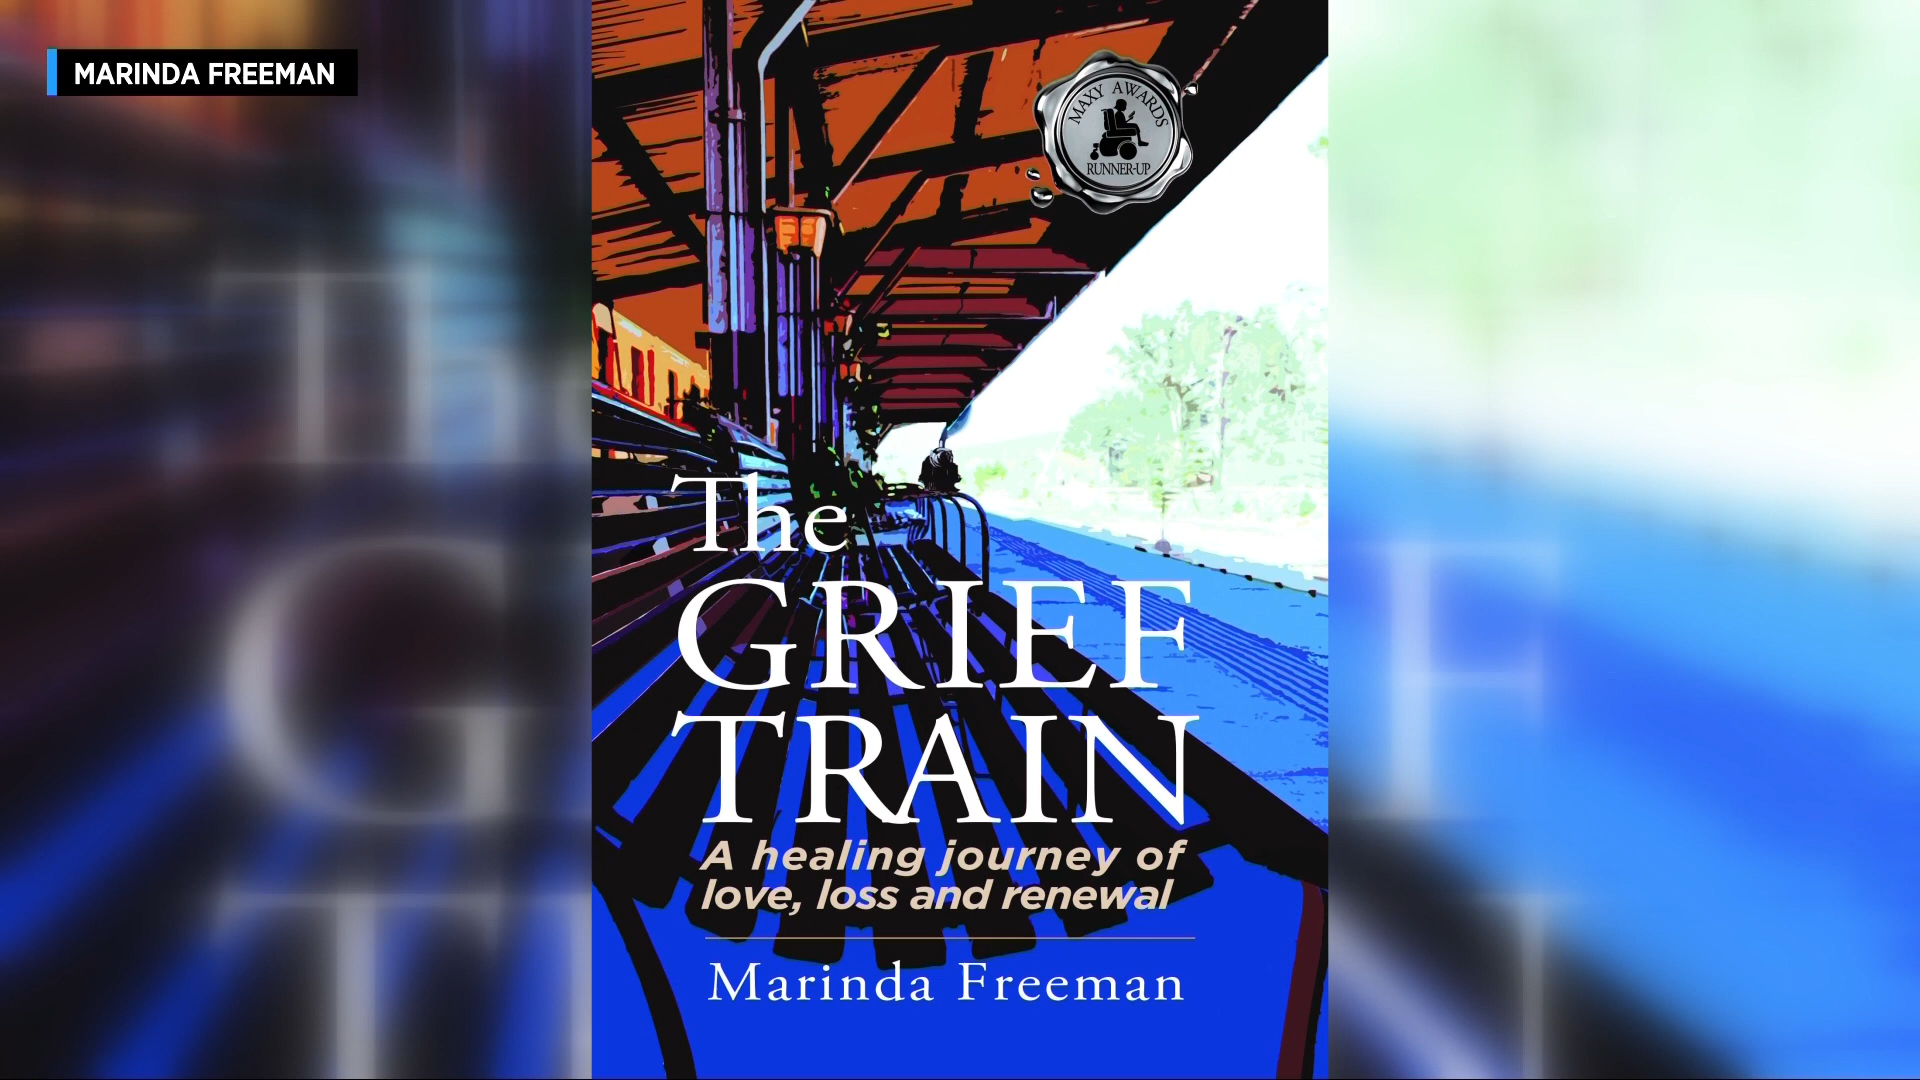 MARINDA FREEMAN
MAXY AWARDS
RUNNER-UP
The
GRIEF
TRAIN
A healing journey of
love, loss and renewal
Marinda Freeman